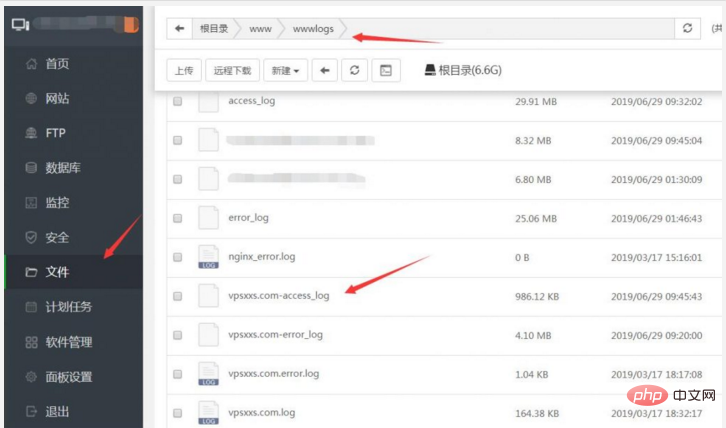 根目录 www wwwlogs (共
上传 远程下载 新建 根目录(6.6G)
首页
网站
FTP
数据库
监控
安全
文件
计划任务
软件管理
面板设置
退出
access_log 29.91 MB 2019/06/29 09:32:02
8.32 MB 2019/06/29 09:45:04
6.80 MB 2019/06/29 01:30:09
error_log 25.06 MB 2019/06/29 01:46:43
LOG nginx_error.log 0 B 2019/03/17 15:16:01
vpsxxs.com-access_log 986.12 KB 2019/06/29 09:45:43
vpsxxs.com-error_log 4.10 MB 2019/06/29 09:20:00
LOG vpsxxs.com.error.log 1.04 KB 2019/03/17 18:17:08
LOG vpsxxs.com.log 164.38 KB 2019/03/17 18:32:17
php 中文网